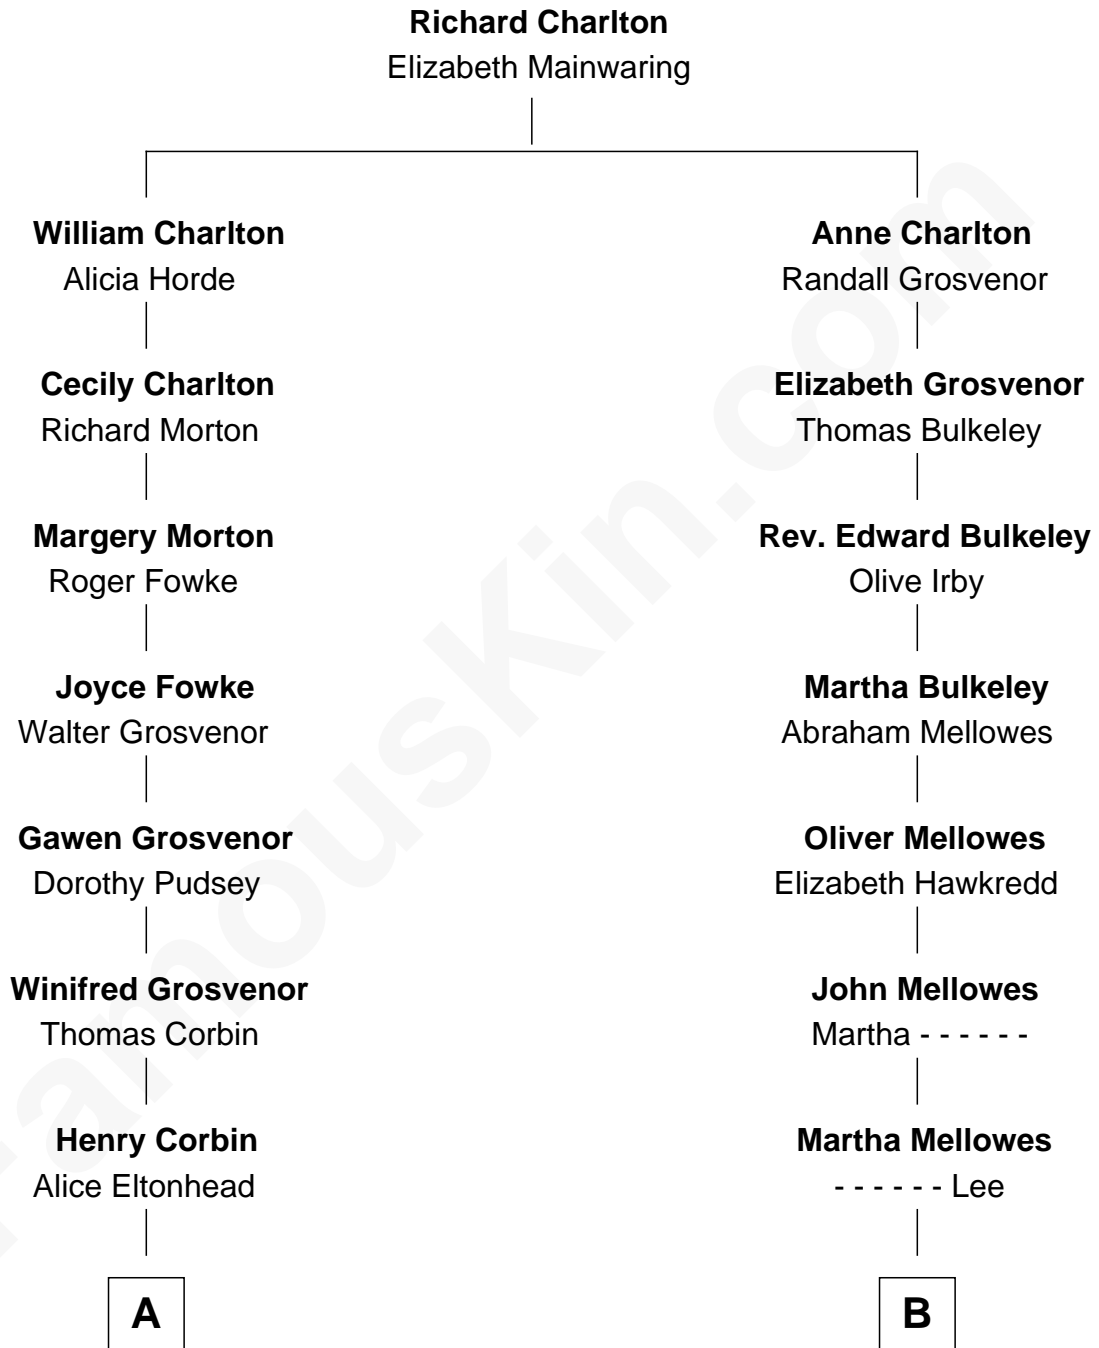 Richard Charlton
Elizabeth Mainwaring
William Charlton
Alicia Horde
Anne Charlton
Randall Grosvenor
Cecily Charlton
Richard Morton
Elizabeth Grosvenor
Thomas Bulkeley
Margery Morton
Roger Fowke
Rev. Edward Bulkeley
Olive Irby
Joyce Fowke
Walter Grosvenor
Martha Bulkeley
Abraham Mellowes
Gawen Grosvenor
Dorothy Pudsey
Oliver Mellowes
Elizabeth Hawkredd
Winifred Grosvenor
Thomas Corbin
John Mellowes
Martha - - - - - -
Henry Corbin
Alice Eltonhead
Martha Mellowes
- - - - - - Lee
A
B
FamousKin.com